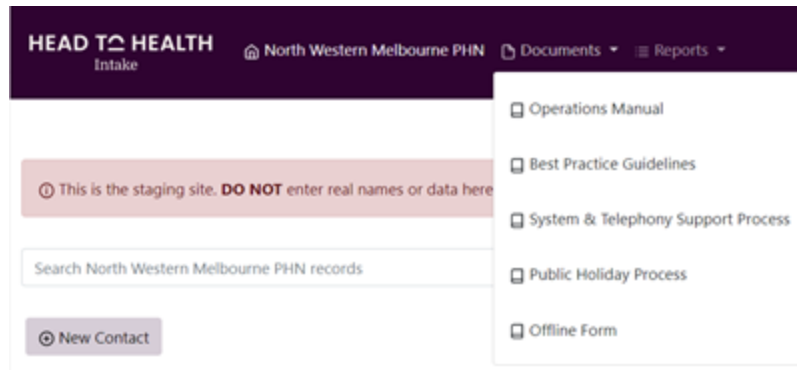 HEAD TO HEALTH
Intake
North Western Melbourne PHN
Documents
Reports
Operations Manual
Best Practice Guidelines
System & Telephony Support Process
Public Holiday Process
Offline Form
This is the staging site. DO NOT enter real names or data here
Search North Western Melbourne PHN records
New Contact